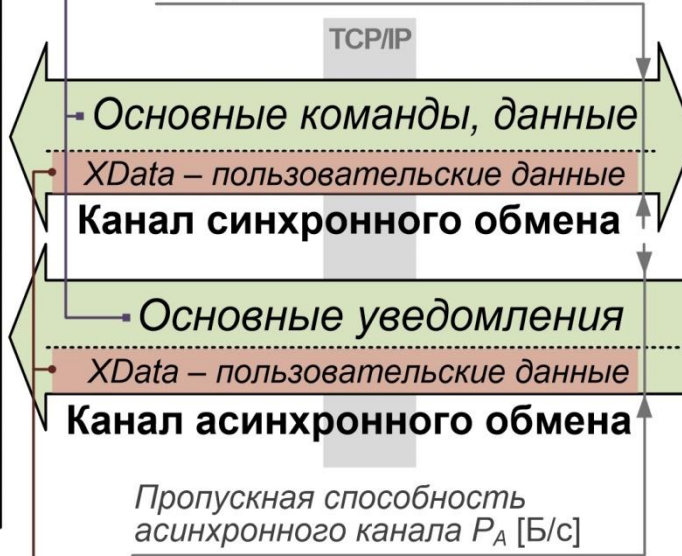 TCP/IP
Основные команды, данные
XData – пользовательские данные
Канал синхронного обмена
Основные уведомления
XData – пользовательские данные
Канал асинхронного обмена
Пропускная способность
асинхронного канала PA [Б/с]